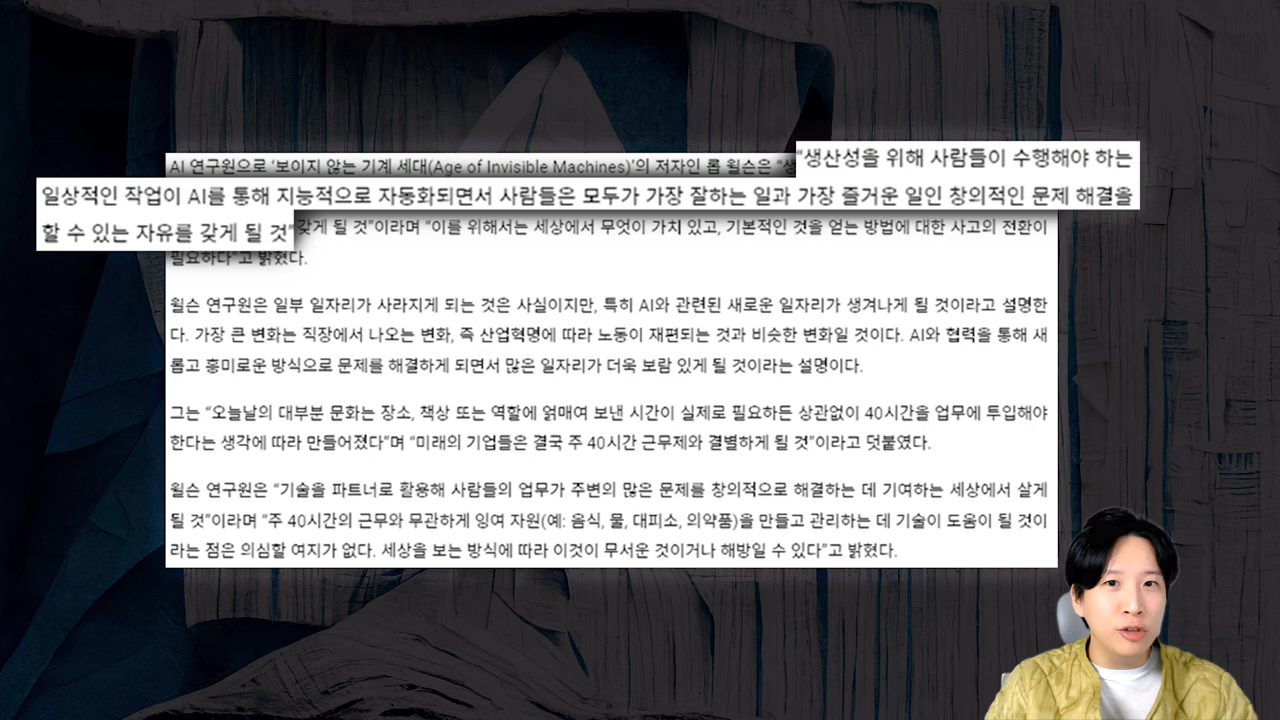 AI 연구원으로 ‘보이지 않는 기계 세대(Age of Invisible Machines)’의 저자인 롭 윌슨은 “생
“생산성을 위해 사람들이 수행해야 하는
일상적인 작업이 AI를 통해 지능적으로 자동화되면서 사람들은 모두가 가장 잘하는 일과 가장 즐거운 일인 창의적인 문제 해결을
할 수 있는 자유를 갖게 될 것”
갖게 될 것”이라며 “이를 위해서는 세상에서 무엇이 가치 있고, 기본적인 것을 얻는 방법에 대한 사고의 전환이
필요하다”고 밝혔다.
윌슨 연구원은 일부 일자리가 사라지게 되는 것은 사실이지만, 특히 AI와 관련된 새로운 일자리가 생겨나게 될 것이라고 설명한
다. 가장 큰 변화는 직장에서 나오는 변화, 즉 산업혁명에 따라 노동이 재편되는 것과 비슷한 변화일 것이다. AI와 협력을 통해 새
롭고 흥미로운 방식으로 문제를 해결하게 되면서 많은 일자리가 더욱 보람 있게 될 것이라는 설명이다.
그는 “오늘날의 대부분 문화는 장소, 책상 또는 역할에 얽매여 보낸 시간이 실제로 필요하든 상관없이 40시간을 업무에 투입해야
한다는 생각에 따라 만들어졌다”며 “미래의 기업들은 결국 주 40시간 근무제와 결별하게 될 것”이라고 덧붙였다.
윌슨 연구원은 “기술을 파트너로 활용해 사람들의 업무가 주변의 많은 문제를 창의적으로 해결하는 데 기여하는 세상에서 살게
될 것”이라며 “주 40시간의 근무와 무관하게 잉여 자원(예: 음식, 물, 대피소, 의약품)을 만들고 관리하는 데 기술이 도움이 될 것이
라는 점은 의심할 여지가 없다. 세상을 보는 방식에 따라 이것이 무서운 것이거나 해방일 수 있다”고 밝혔다.